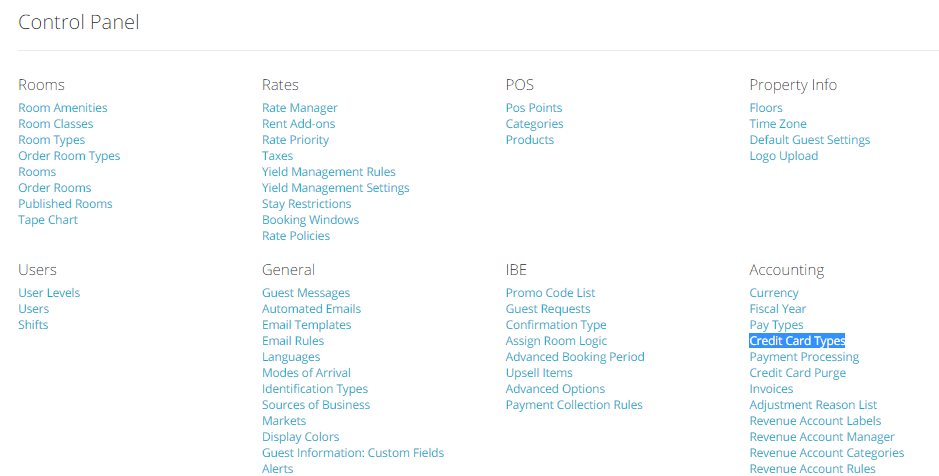 Control Panel
Rooms
Room Amenities
Room Classes
Room Types
Order Room Types
Rooms
Order Rooms
Published Rooms
Tape Chart
Rates
Rate Manager
Rent Add-ons
Rate Priority
Taxes
Yield Management Rules
Yield Management Settings
Stay Restrictions
Booking Windows
Rate Policies
POS
Pos Points
Categories
Products
Property Info
Floors
Time Zone
Default Guest Settings
Logo Upload
Users
User Levels
Users
Shifts
General
Guest Messages
Automated Emails
Email Templates
Email Rules
Languages
Modes of Arrival
Identification Types
Sources of Business
Markets
Display Colors
Guest Information: Custom Fields
Alerts
IBE
Promo Code List
Guest Requests
Confirmation Type
Assign Room Logic
Advanced Booking Period
Upsell Items
Advanced Options
Payment Collection Rules
Accounting
Currency
Fiscal Year
Pay Types
Credit Card Types
Payment Processing
Credit Card Purge
Invoices
Adjustment Reason List
Revenue Account Labels
Revenue Account Manager
Revenue Account Categories
Revenue Account Rules